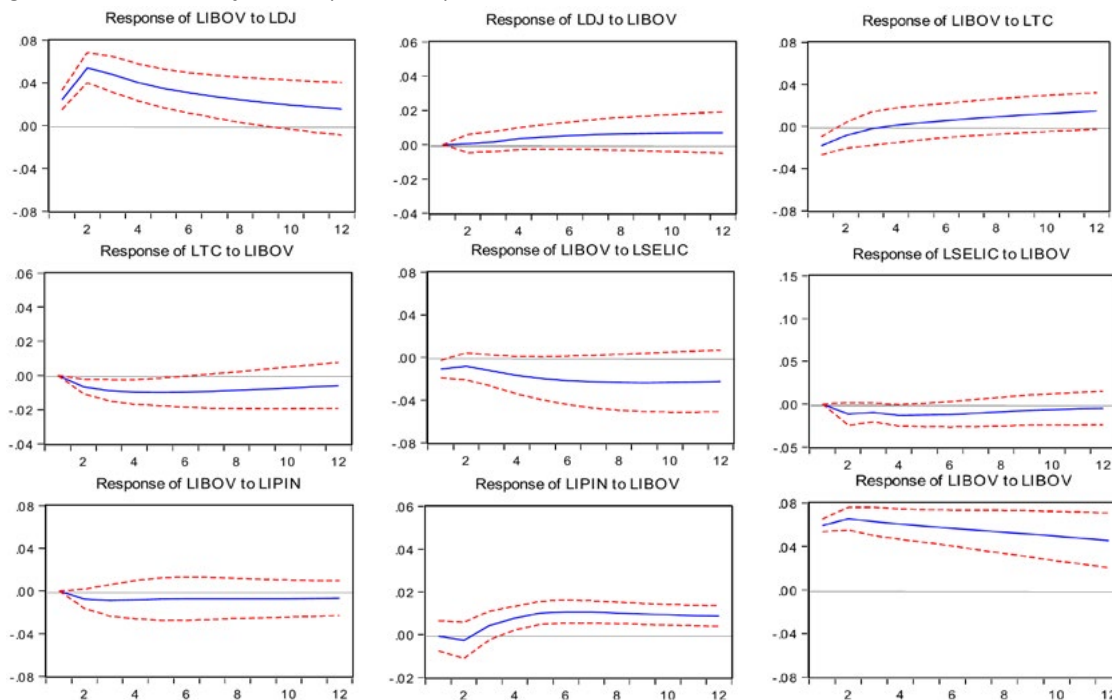 Response of LIBOV to LDJ
.08
.04
.00
-.04
-.08
2 4 6 8 10 12
Response of LDJ to LIBOV
.06
.04
.02
.00
-.02
-.04
2 4 6 8 10 12
Response of LIBOV to LTC
.08
.04
.00
-.04
-.08
2 4 6 8 10 12
Response of LTC to LIBOV
.06
.04
.02
.00
-.02
-.04
2 4 6 8 10 12
Response of LIBOV to LSELIC
.08
.04
.00
-.04
-.08
2 4 6 8 10 12
Response of LSELIC to LIBOV
.15
.10
.05
.00
-.05
2 4 6 8 10 12
Response of LIBOV to LIPIN
.08
.04
.00
-.04
-.08
2 4 6 8 10 12
Response of LIPIN to LIBOV
.06
.04
.02
.00
-.02
2 4 6 8 10 12
Response of LIBOV to LIBOV
.08
.04
.00
-.04
-.08
2 4 6 8 10 12